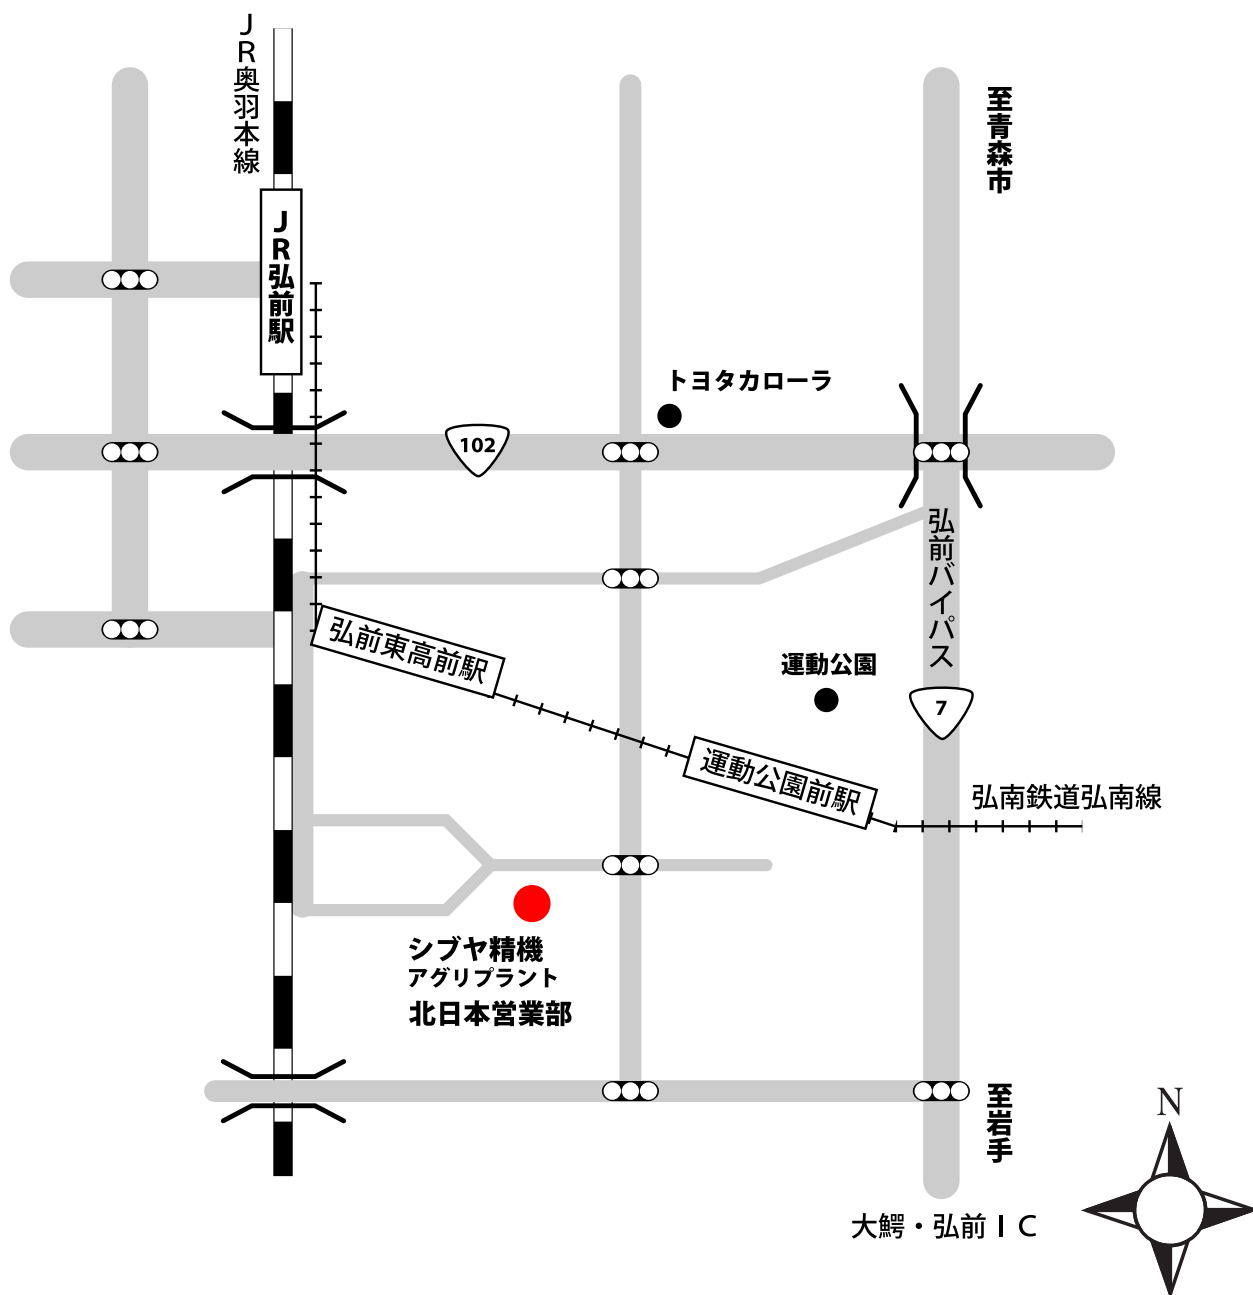 JR奥羽本線
至青森市
JR弘前駅
トヨタカローラ
102
弘前バイパス
弘前東高前駅
運動公園
7
運動公園前駅
弘南鉄道弘南線
シブヤ精機
アグリプラント
北日本営業部
至岩手
N
大鰐・弘前IC